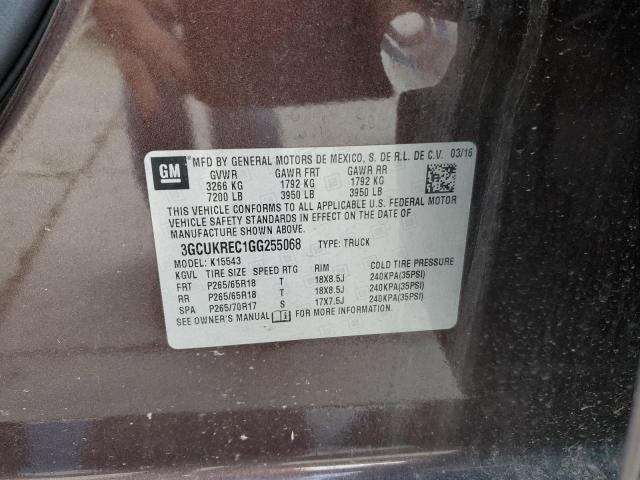 GM ®MFD BY GENERAL MOTORS DE MEXICO, S. DE R.L. DE C.V. 03/16
GVWR GAWR FRT GAWR RR
3266 KG 1792 KG 1792 KG
7200 LB 3950 LB 3950 LB
THIS VEHICLE CONFORMS TO ALL APPLICABLE U.S. FEDERAL MOTOR
VEHICLE SAFETY STANDARDS IN EFFECT ON THE DATE OF
MANUFACTURE SHOWN ABOVE.
3GCUKREC1GG255068 TYPE: TRUCK
MODEL: K15543
KGVL TIRE SIZE SPEED RTG RIM COLD TIRE PRESSURE
FRT P265/65R18 T 18X8.5J 240KPA(35PSI)
RR P265/65R18 T 18X8.5J 240KPA(35PSI)
SPA P265/70R17 S 17X7.5J 240KPA(35PSI)
SEE OWNER'S MANUAL FOR MORE INFORMATION.